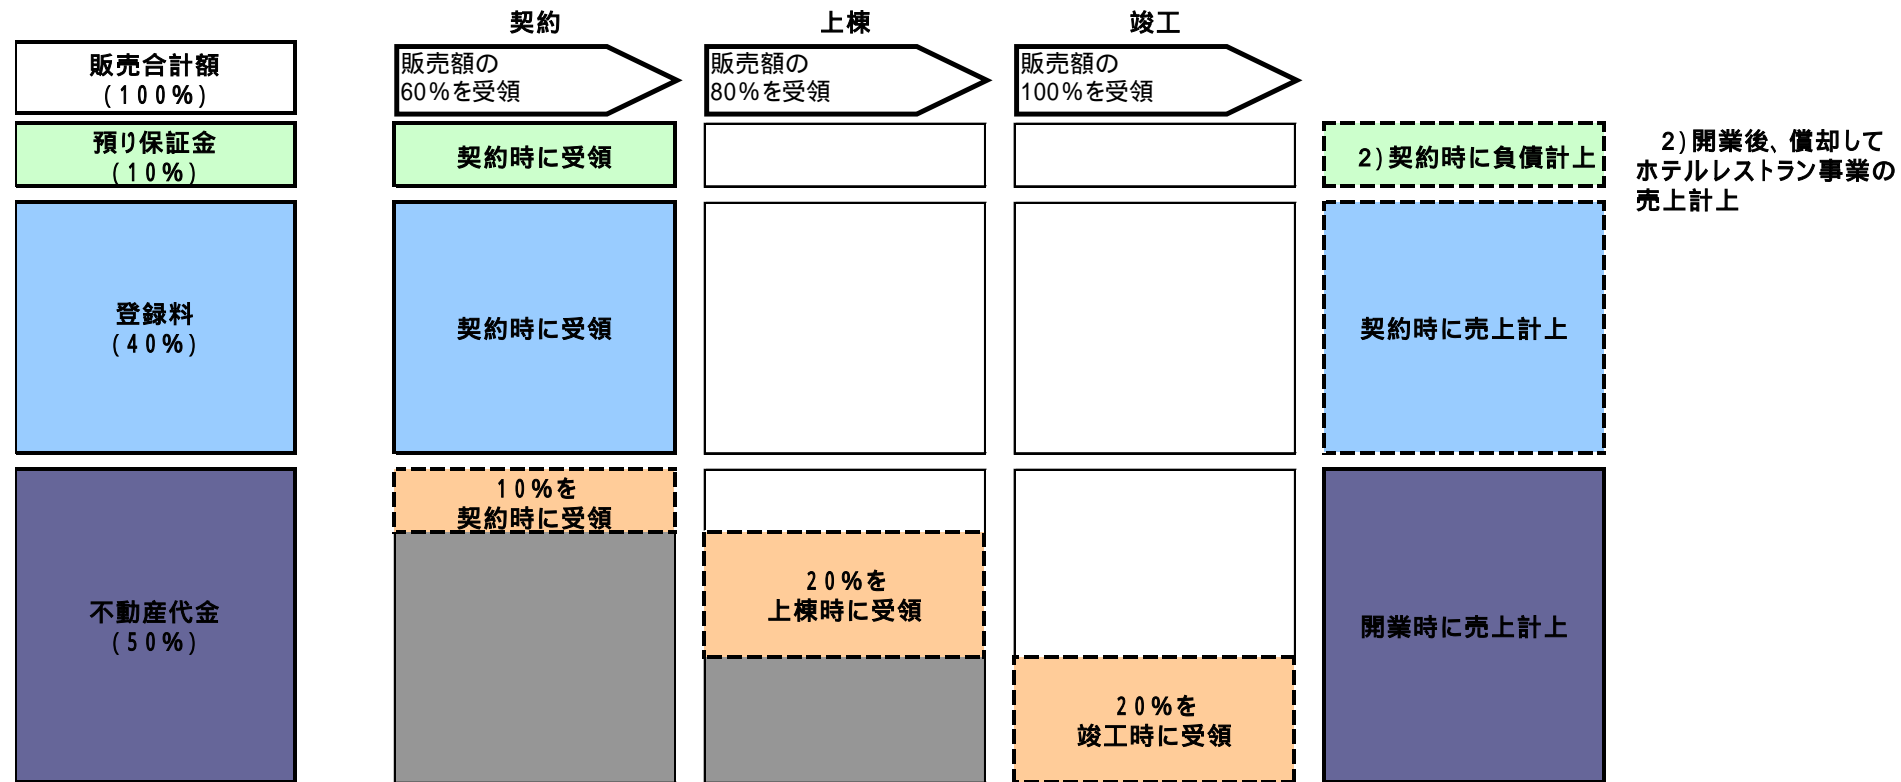 契約
上棟
竣工
販売合計額
(100%)
販売額の
60%を受領
販売額の
80%を受領
販売額の
100%を受領
預り保証金
(10%)
契約時に受領
2)契約時に負債計上
2)開業後、償却して
ホテルレストラン事業の
売上計上
登録料
(40%)
契約時に受領
契約時に売上計上
不動産代金
(50%)
10%を
契約時に受領
20%を
上棟時に受領
20%を
竣工時に受領
開業時に売上計上